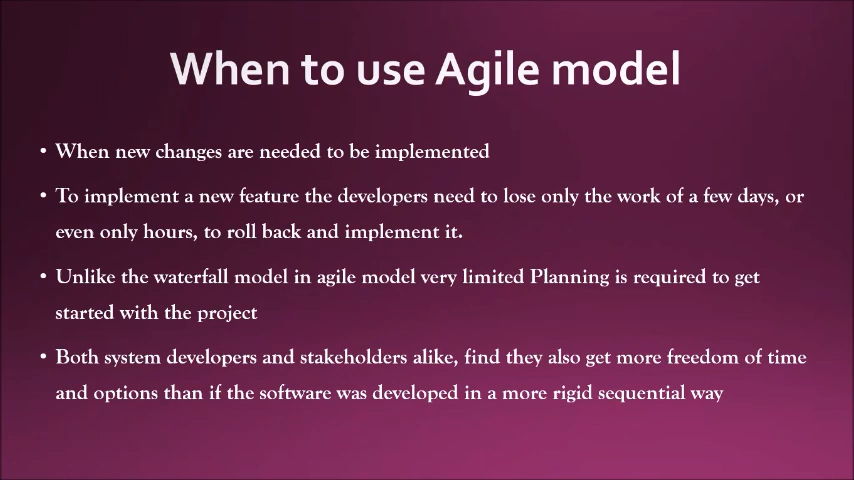 When to use Agile model
• When new changes are needed to be implemented
• To implement a new feature the developers need to lose only the work of a few days, or
even only hours, to roll back and implement it.
• Unlike the waterfall model in agile model very limited Planning is required to get
started with the project
• Both system developers and stakeholders alike, find they also get more freedom of time
and options than if the software was developed in a more rigid sequential way